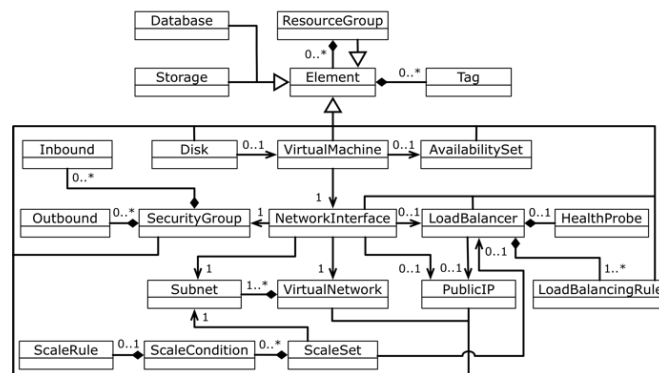 Database
ResourceGroup
0..*
Storage
Element
0..*
Tag
Inbound
Disk
0..1
VirtualMachine
0..1
AvailabilitySet
0..*
1
Outbound
0..*
SecurityGroup
1
NetworkInterface
0..1
LoadBalancer
0..1
HealthProbe
1
1
0..1
0..1
0..1
1..*
Subnet
1..*
VirtualNetwork
PublicIP
LoadBalancingRule
1
ScaleRule
0..1
ScaleCondition
0..*
ScaleSet